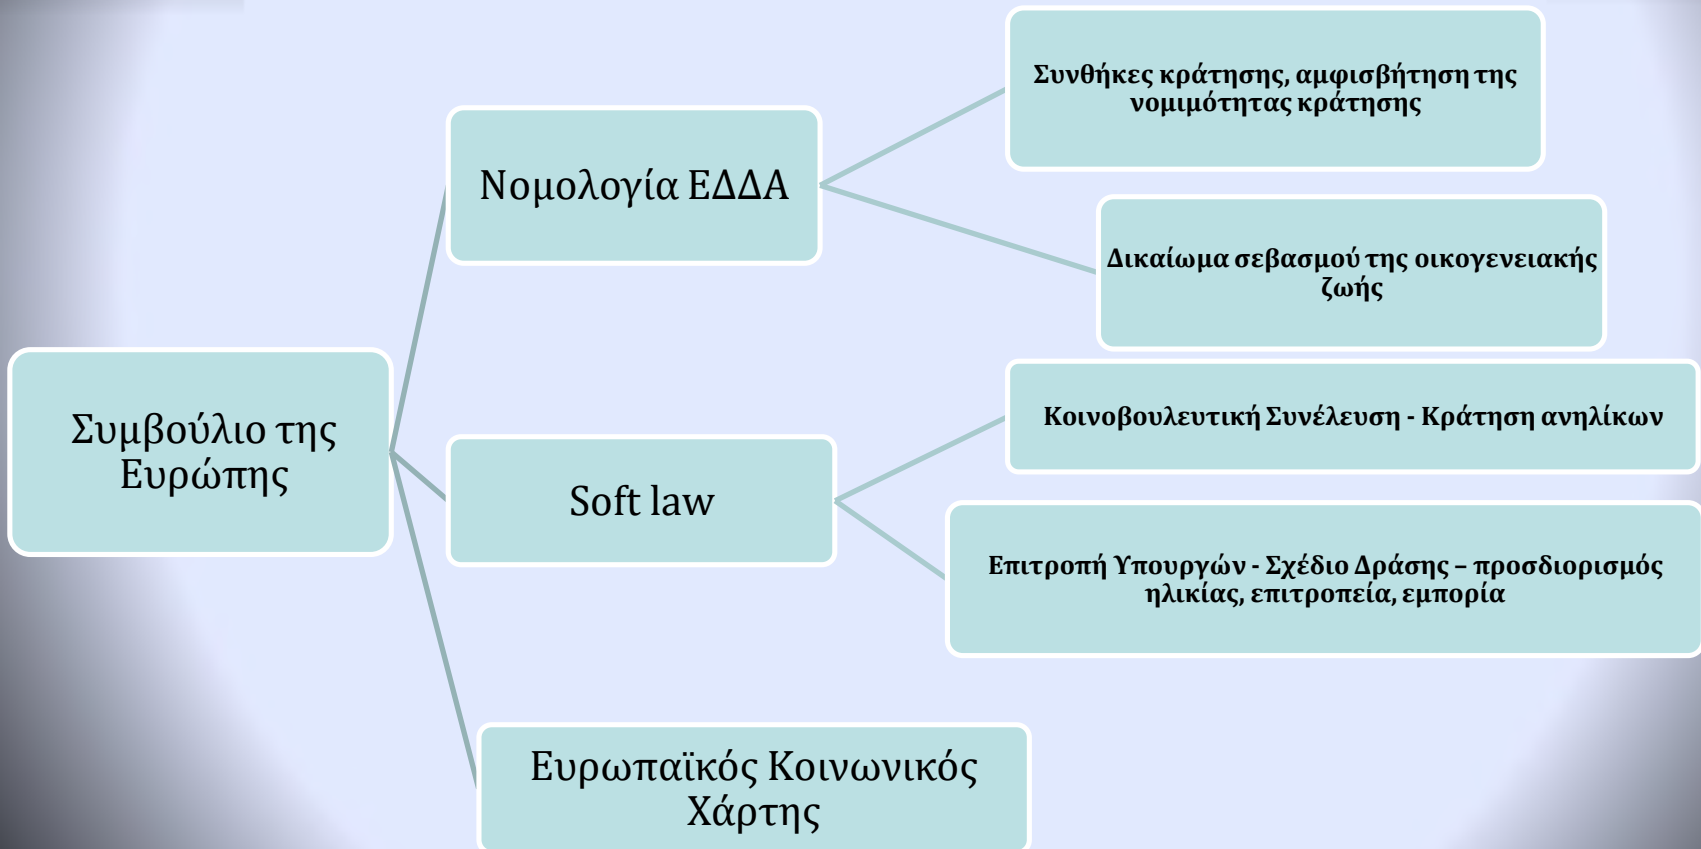 Συμβούλιο της
Ευρώπης
Νομολογία ΕΔΔΑ
Συνθήκες κράτησης, αμφισβήτηση της
νομιμότητας κράτησης
Δικαίωμα σεβασμού της οικογενειακής
ζωής
Soft law
Κοινοβουλευτική Συνέλευση - Κράτηση ανηλίκων
Επιτροπή Υπουργών - Σχέδιο Δράσης – προσδιορισμός
ηλικίας, επιτροπεία, εμπορία
Ευρωπαϊκός Κοινωνικός
Χάρτης